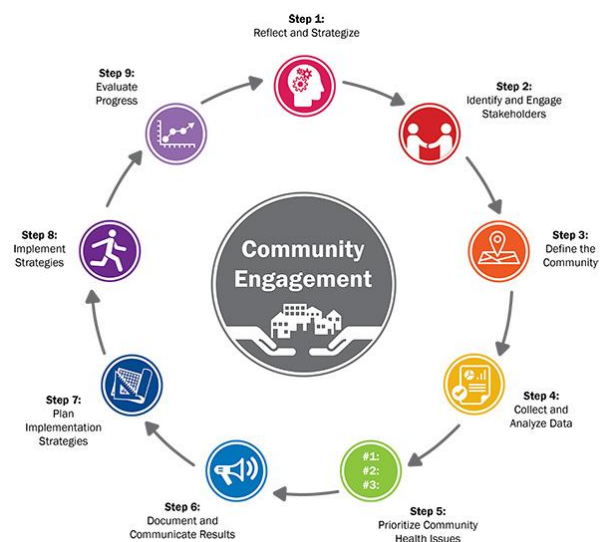 Step 1:
Reflect and Strategize
Step 2:
Identify and Engage
Stakeholders
Step 3:
Define the
Community
Step 4:
Collect and
Analyze Data
Step 5:
Prioritize Community
Health Issues
#1:
#2:
#3:
Step 6:
Document and
Communicate Results
Step 7:
Plan
Implementation
Strategies
Step 8:
Implement
Strategies
Step 9:
Evaluate
Progress
Community
Engagement